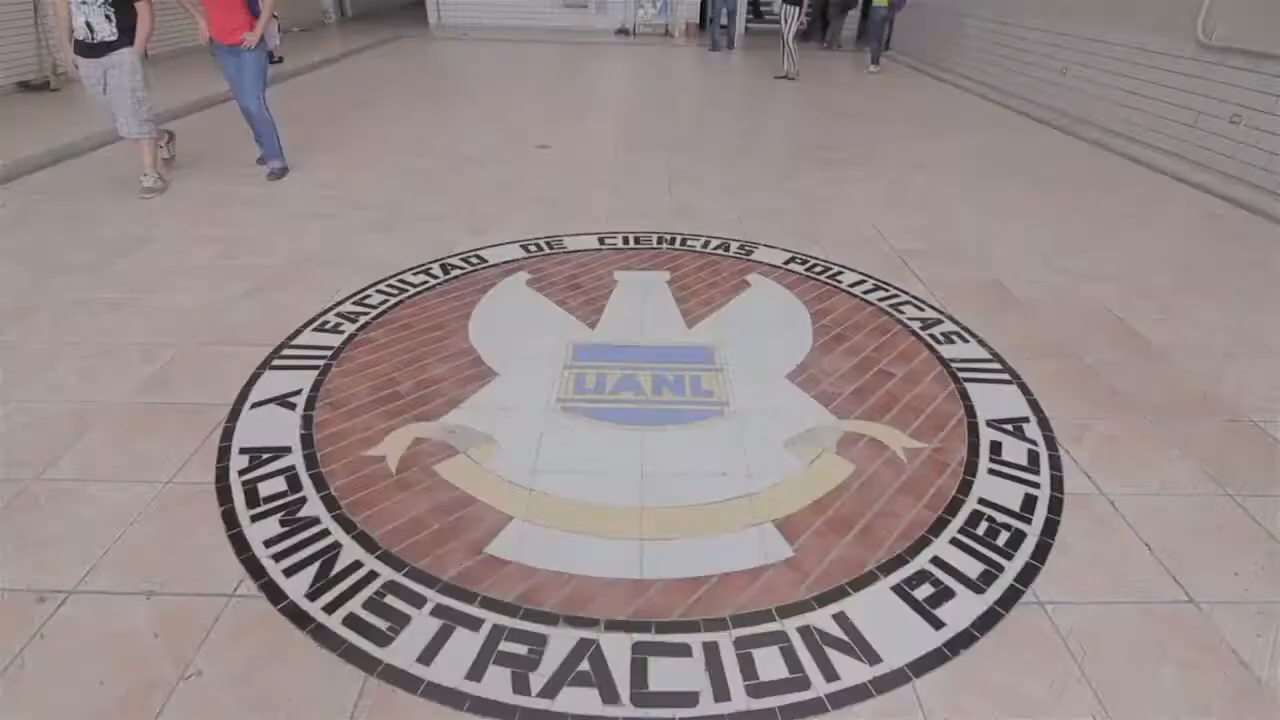 FACULTAD DE CIENCIAS POLITICAS
Y ADMINISTRACION PUBLICA
UANL